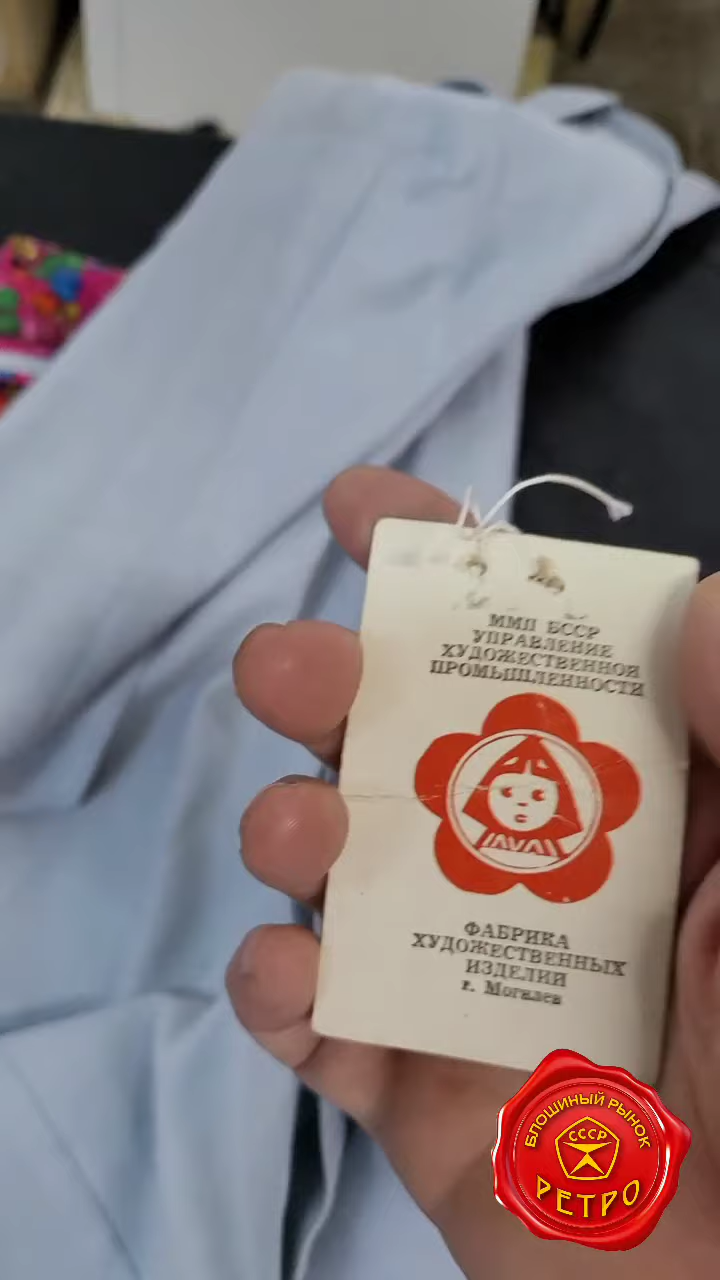 ММП БССР
УПРАВЛЕНИЕ
ХУДОЖЕСТВЕННОЙ
ПРОМЫШЛЕННОСТИ
ФАБРИКА
ХУДОЖЕСТВЕННЫХ
ИЗДЕЛИЙ
г. Могилев
БЛОШИНЫЙ РЫНОК
СССР
РЕТРО